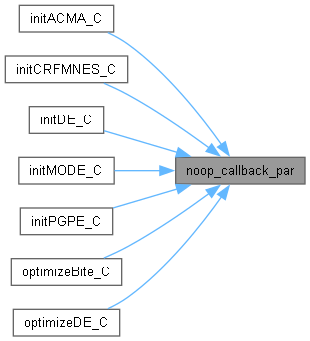 initACMA_C
initCRFMNES_C
initDE_C
initMODE_C
noop_callback_par
initPGPE_C
optimizeBite_C
optimizeDE_C